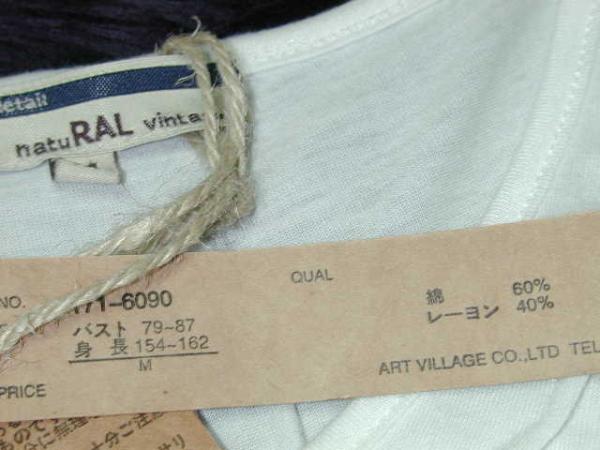 detail
natuRAL vintage
QUAL
NO. 171-6090
バスト 79~87
身 長 154~162
M
PRICE
綿 60%
レーヨン 40%
ART VILLAGE CO.,LTD TEL